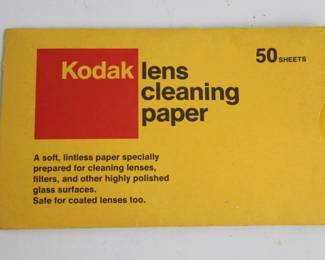 Kodak lens
cleaning
paper
50 SHEETS
A soft, lintless paper specially
prepared for cleaning lenses,
filters, and other highly polished
glass surfaces.
Safe for coated lenses too.